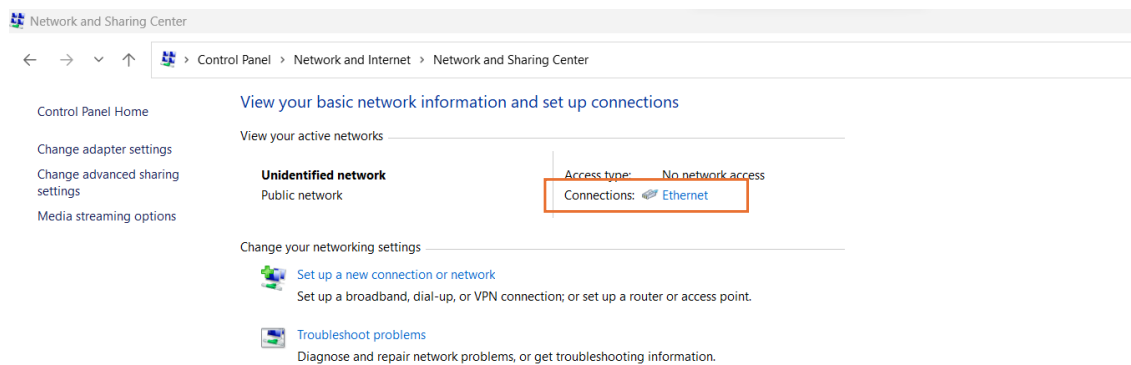 Network and Sharing Center
Control Panel > Network and Internet > Network and Sharing Center
Control Panel Home
Change adapter settings
Change advanced sharing
settings
Media streaming options
View your basic network information and set up connections
View your active networks
Unidentified network
Public network
Access type: No network access
Connections: Ethernet
Change your networking settings
Set up a new connection or network
Set up a broadband, dial-up, or VPN connection; or set up a router or access point.
Troubleshoot problems
Diagnose and repair network problems, or get troubleshooting information.